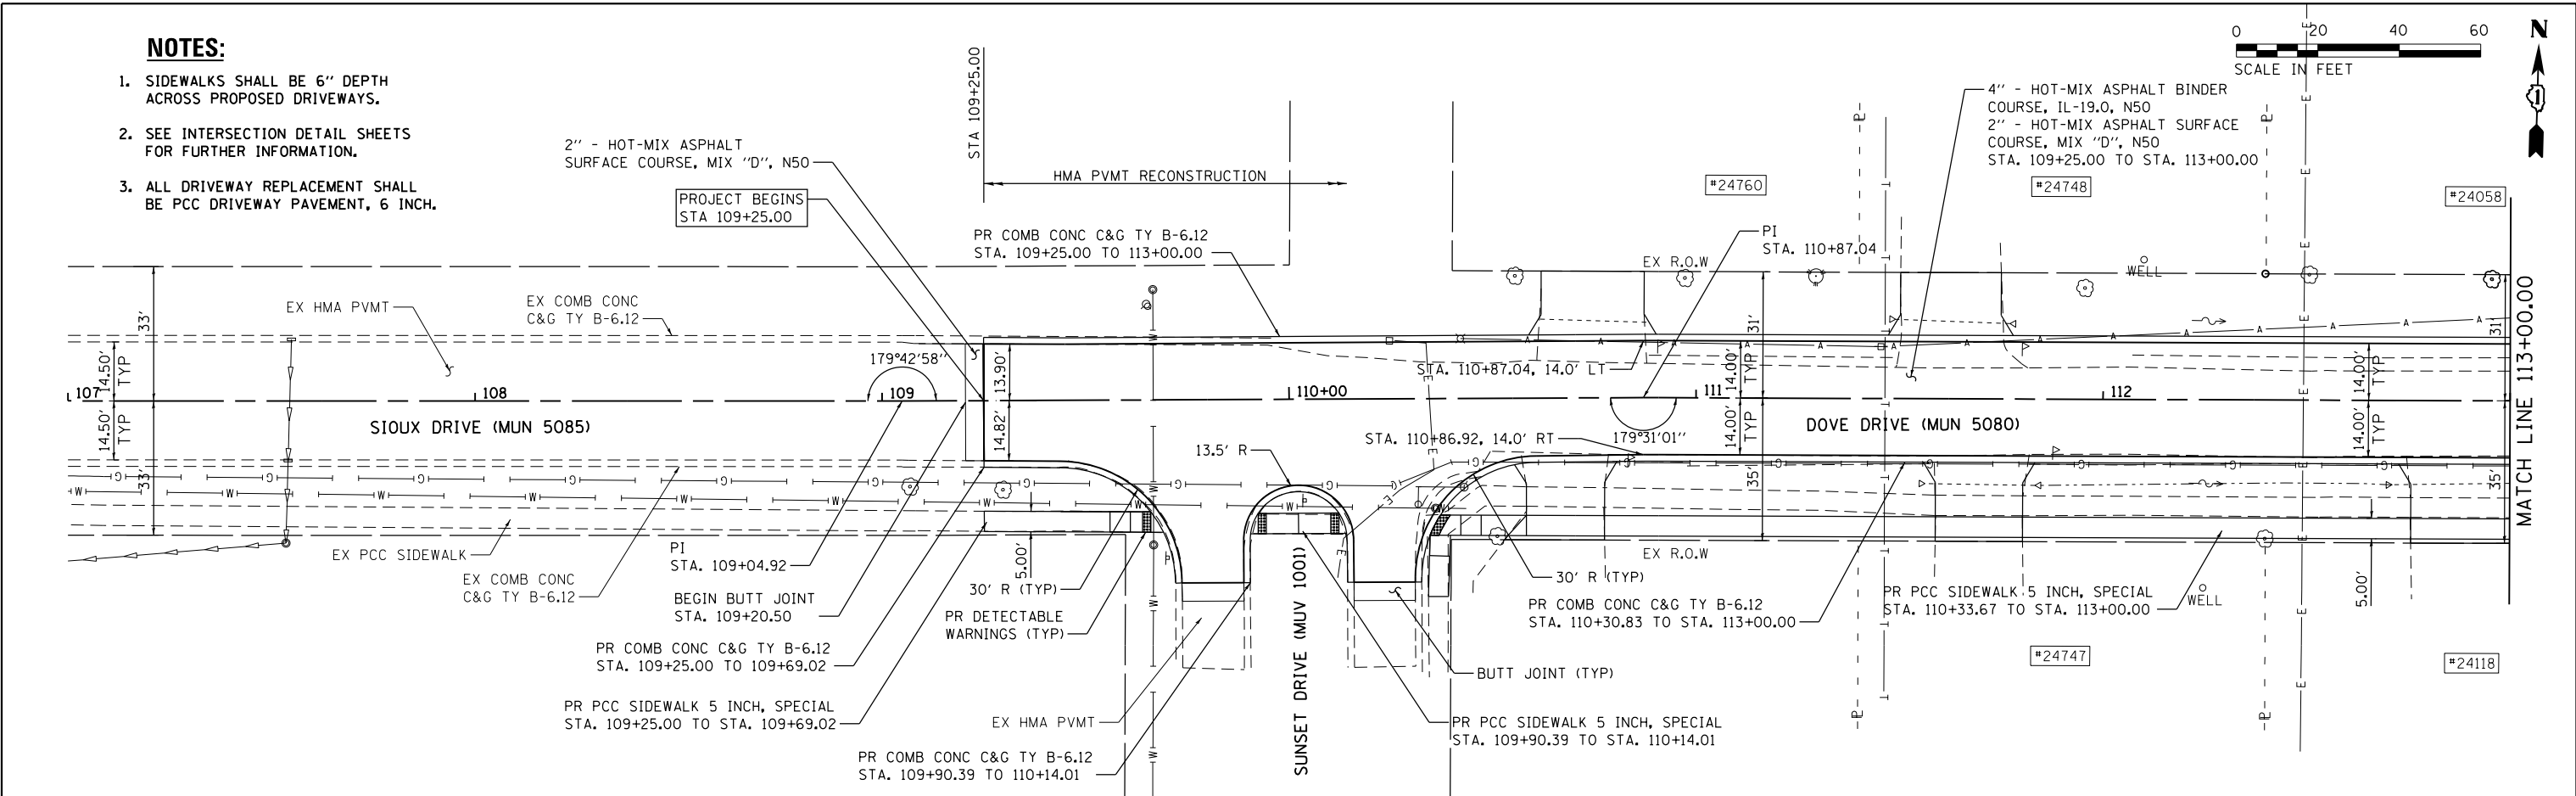 NOTES:
1. SIDEWALKS SHALL BE 6'' DEPTH
ACROSS PROPOSED DRIVEWAYS.
2. SEE INTERSECTION DETAIL SHEETS
FOR FURTHER INFORMATION.
3. ALL DRIVEWAY REPLACEMENT SHALL
BE PCC DRIVEWAY PAVEMENT, 6 INCH.
2'' - HOT-MIX ASPHALT
SURFACE COURSE, MIX "D", N50
PROJECT BEGINS
STA 109+25.00
STA 109+25.00
HMA PVMT RECONSTRUCTION
PR COMB CONC C&G TY B-6.12
STA. 109+25.00 TO 113+00.00
0 20 40 60
SCALE IN FEET
N
1
4'' - HOT-MIX ASPHALT BINDER
COURSE, IL-19.0, N50
2'' - HOT-MIX ASPHALT SURFACE
COURSE, MIX "D", N50
STA. 109+25.00 TO STA. 113+00.00
#24760
#24748
#24058
PI
STA. 110+87.04
EX R.O.W
WELL
EX HMA PVMT
EX COMB CONC
C&G TY B-6.12
33'
14.50'
TYP
14.50'
TYP
33'
107
108
109
110+00
111
112
179°42'58''
13.90'
14.82'
STA. 110+87.04, 14.0' LT
31'
14.00'
TYP
14.00'
TYP
35'
31'
14.00'
TYP
14.00'
TYP
35'
MATCH LINE 113+00.00
SIOUX DRIVE (MUN 5085)
DOVE DRIVE (MUN 5080)
179°31'01''
STA. 110+86.92, 14.0' RT
13.5' R
EX PCC SIDEWALK
EX COMB CONC
C&G TY B-6.12
PI
STA. 109+04.92
BEGIN BUTT JOINT
STA. 109+20.50
PR COMB CONC C&G TY B-6.12
STA. 109+25.00 TO 109+69.02
PR PCC SIDEWALK 5 INCH, SPECIAL
STA. 109+25.00 TO STA. 109+69.02
5.00'
30' R (TYP)
PR DETECTABLE
WARNINGS (TYP)
EX HMA PVMT
PR COMB CONC C&G TY B-6.12
STA. 109+90.39 TO 110+14.01
SUNSET DRIVE (MUV 1001)
EX R.O.W
30' R (TYP)
PR COMB CONC C&G TY B-6.12
STA. 110+30.83 TO STA. 113+00.00
BUTT JOINT (TYP)
PR PCC SIDEWALK 5 INCH, SPECIAL
STA. 109+90.39 TO STA. 110+14.01
PR PCC SIDEWALK 5 INCH, SPECIAL
STA. 110+33.67 TO STA. 113+00.00
WELL
5.00'
#24747
#24118